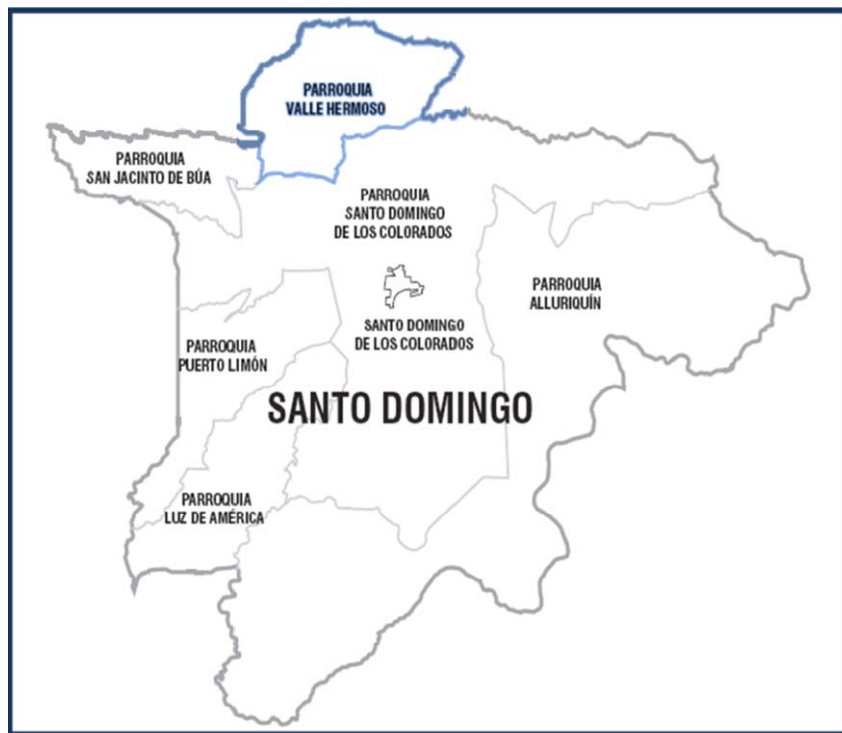 PARROQUIA
VALLE HERMOSO
PARROQUIA
SAN JACINTO DE BÚA
PARROQUIA
SANTO DOMINGO
DE LOS COLORADOS
PARROQUIA
ALLURIQUÍN
SANTO DOMINGO
DE LOS COLORADOS
PARROQUIA
PUERTO LIMÓN
SANTO DOMINGO
PARROQUIA
LUZ DE AMÉRICA